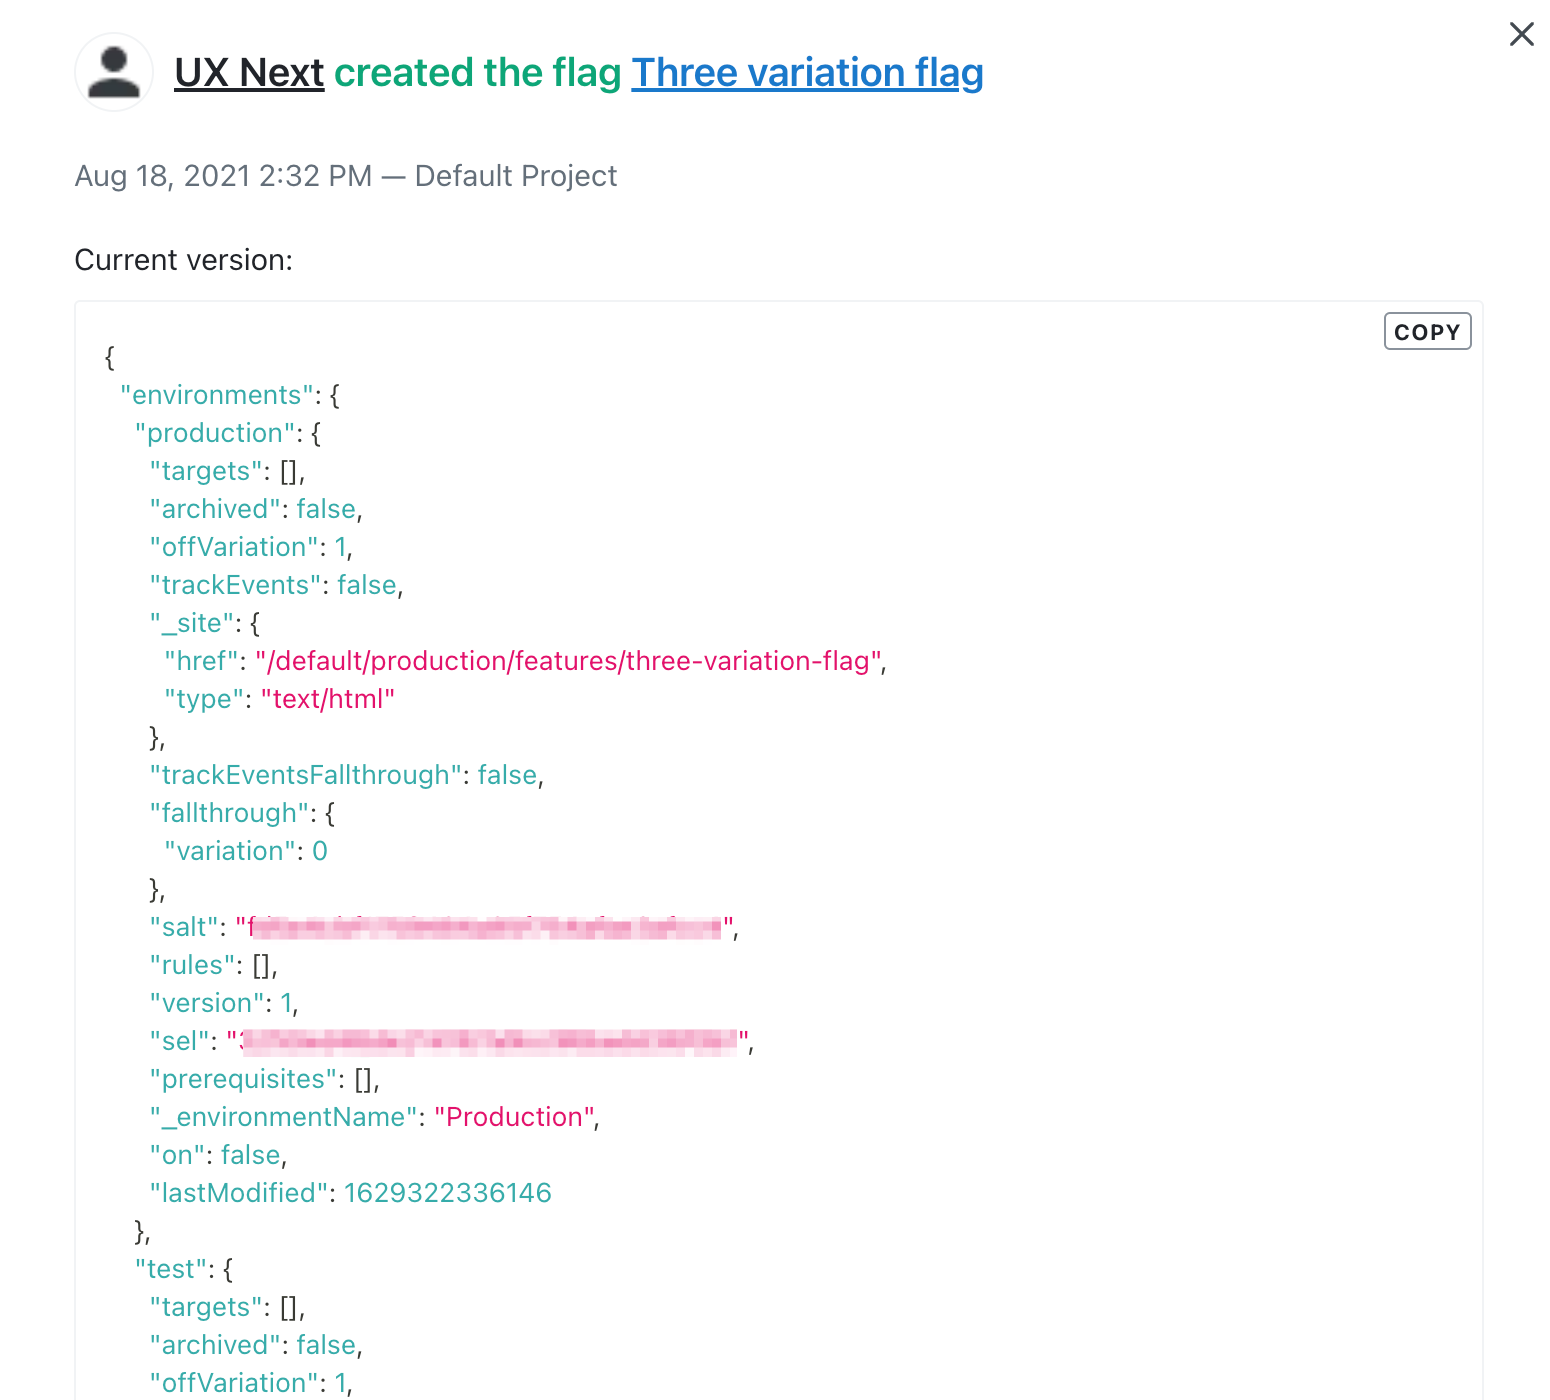 UX Next created the flag Three variation flag
Aug 18, 2021 2:32 PM — Default Project
Current version:
COPY
{
"environments": {
"production": {
"targets": [],
"archived": false,
"offVariation": 1,
"trackEvents": false,
"_site": {
"href": "/default/production/features/three-variation-flag",
"type": "text/html"
},
"trackEventsFallthrough": false,
"fallthrough": {
"variation": 0
},
"salt": "",
"rules": [],
"version": 1,
"sel": "",
"prerequisites": [],
"_environmentName": "Production",
"on": false,
"lastModified": 1629322336146
},
"test": {
"targets": [],
"archived": false,
"offVariation": 1,